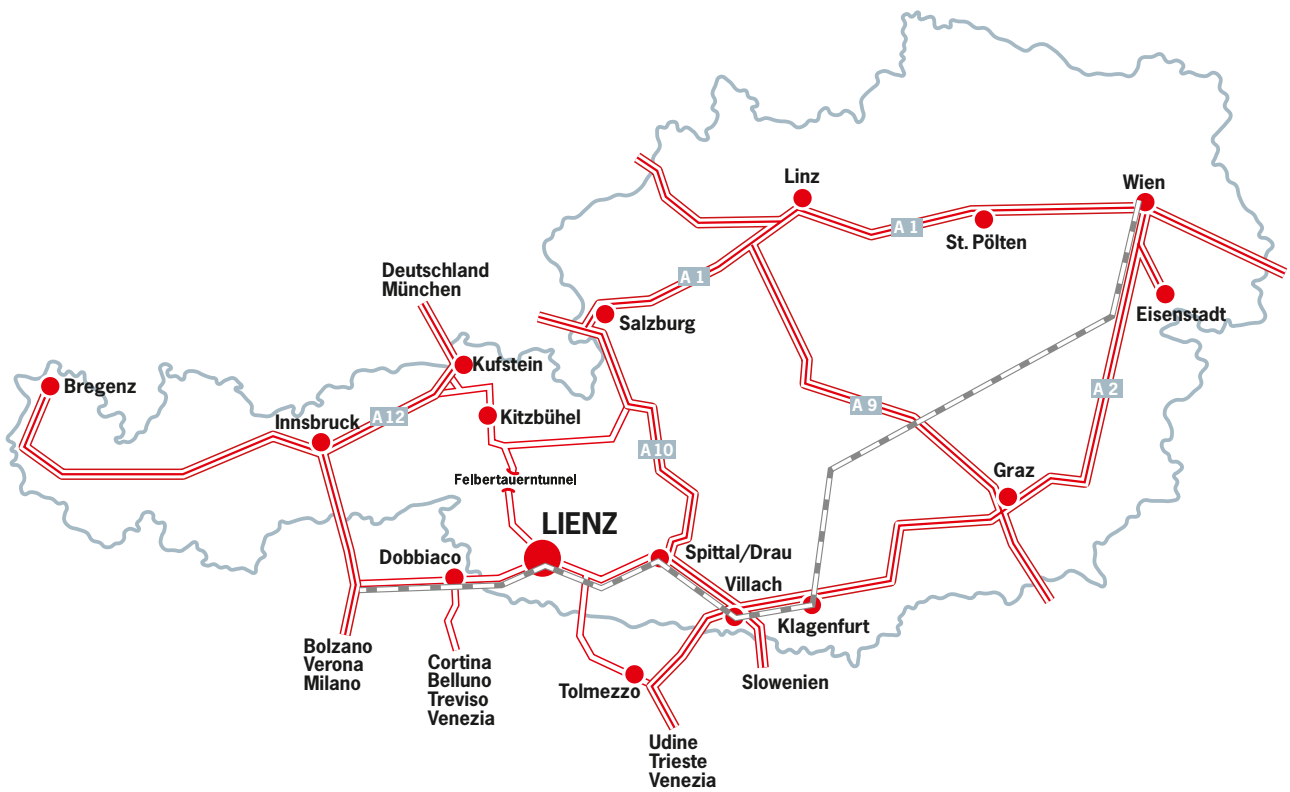 Linz
Wien
A 1
St. Pölten
Deutschland
München
A 1
Eisenstadt
Salzburg
Kufstein
Bregenz
A 2
A 9
A 12
Kitzbühel
Innsbruck
A 10
Graz
Felbertauerntunnel
LIENZ
Dobbiaco
Spittal/Drau
Villach
Klagenfurt
Bolzano
Verona
Milano
Cortina
Belluno
Treviso
Venezia
Tolmezzo
Slowenien
Udine
Trieste
Venezia